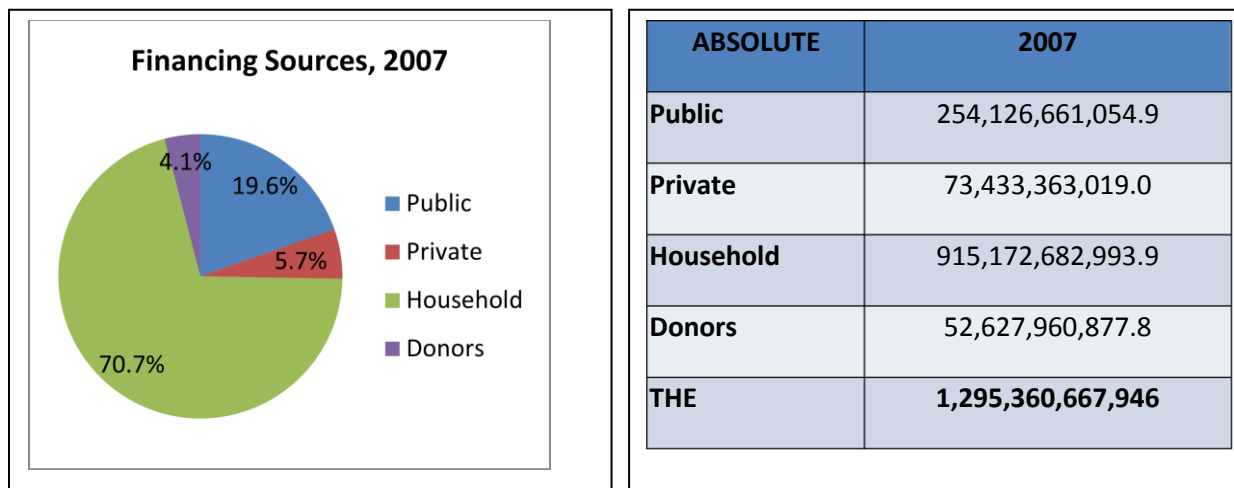 Financing Sources, 2007
4.1%
19.6%
5.7%
70.7%
Public
Private
Household
Donors
ABSOLUTE 2007
Public 254,126,661,054.9
Private 73,433,363,019.0
Household 915,172,682,993.9
Donors 52,627,960,877.8
THE 1,295,360,667,946